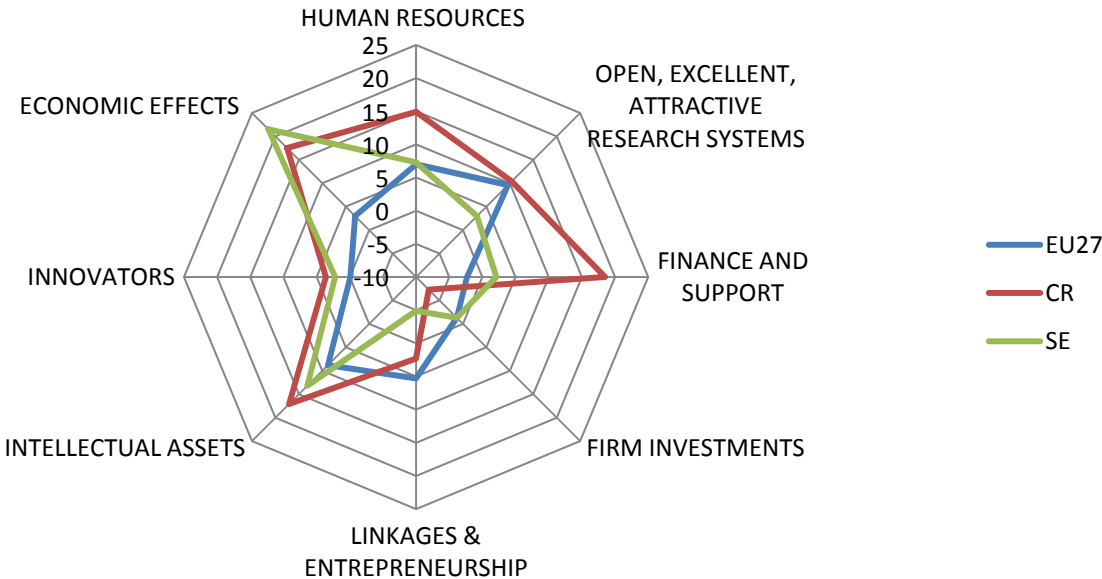 HUMAN RESOURCES
25
20
15
10
5
0
-5
-10
OPEN, EXCELLENT,
ATTRACTIVE
RESEARCH SYSTEMS
FINANCE AND
SUPPORT
FIRM INVESTMENTS
LINKAGES &
ENTREPRENEURSHIP
INTELLECTUAL ASSETS
INNOVATORS
ECONOMIC EFFECTS
EU27
CR
SE